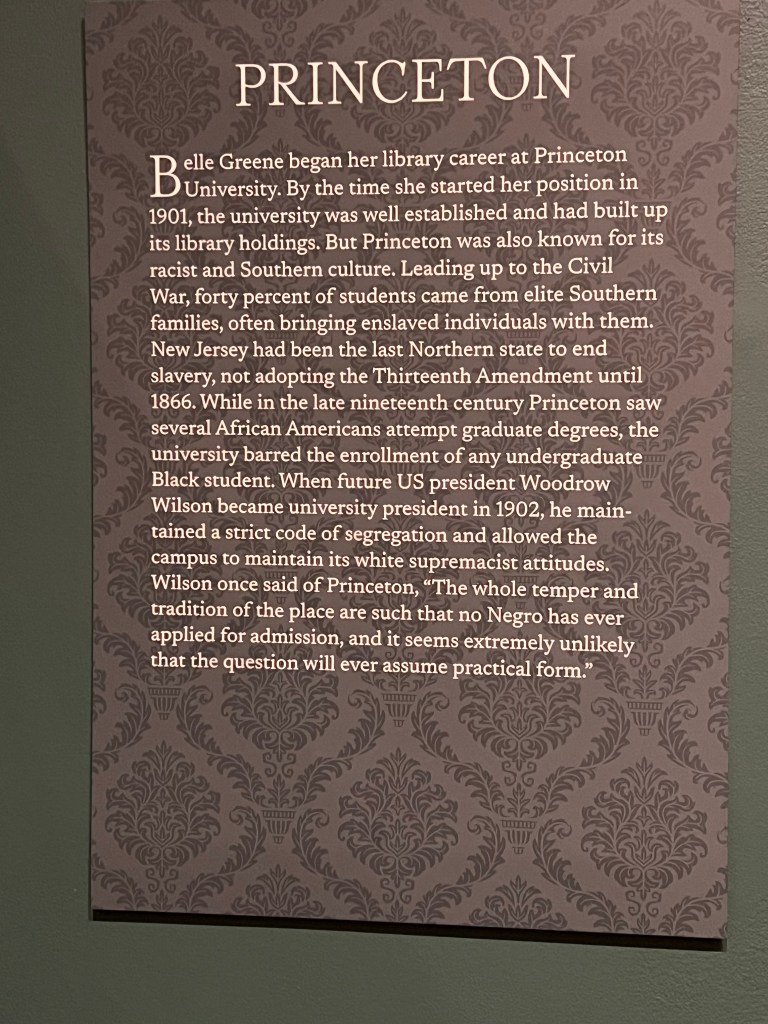 PRINCETON
Belle Greene began her library career at Princeton
University. By the time she started her position in
1901, the university was well established and had built up
its library holdings. But Princeton was also known for its
racist and Southern culture. Leading up to the Civil
War, forty percent of students came from elite Southern
families, often bringing enslaved individuals with them.
New Jersey had been the last Northern state to end
slavery, not adopting the Thirteenth Amendment until
1866. While in the late nineteenth century Princeton saw
several African Americans attempt graduate degrees, the
university barred the enrollment of any undergraduate
Black student. When future US president Woodrow
Wilson became university president in 1902, he main-
tained a strict code of segregation and allowed the
campus to maintain its white supremacist attitudes.
Wilson once said of Princeton, “The whole temper and
tradition of the place are such that no Negro has ever
applied for admission, and it seems extremely unlikely
that the question will ever assume practical form.”